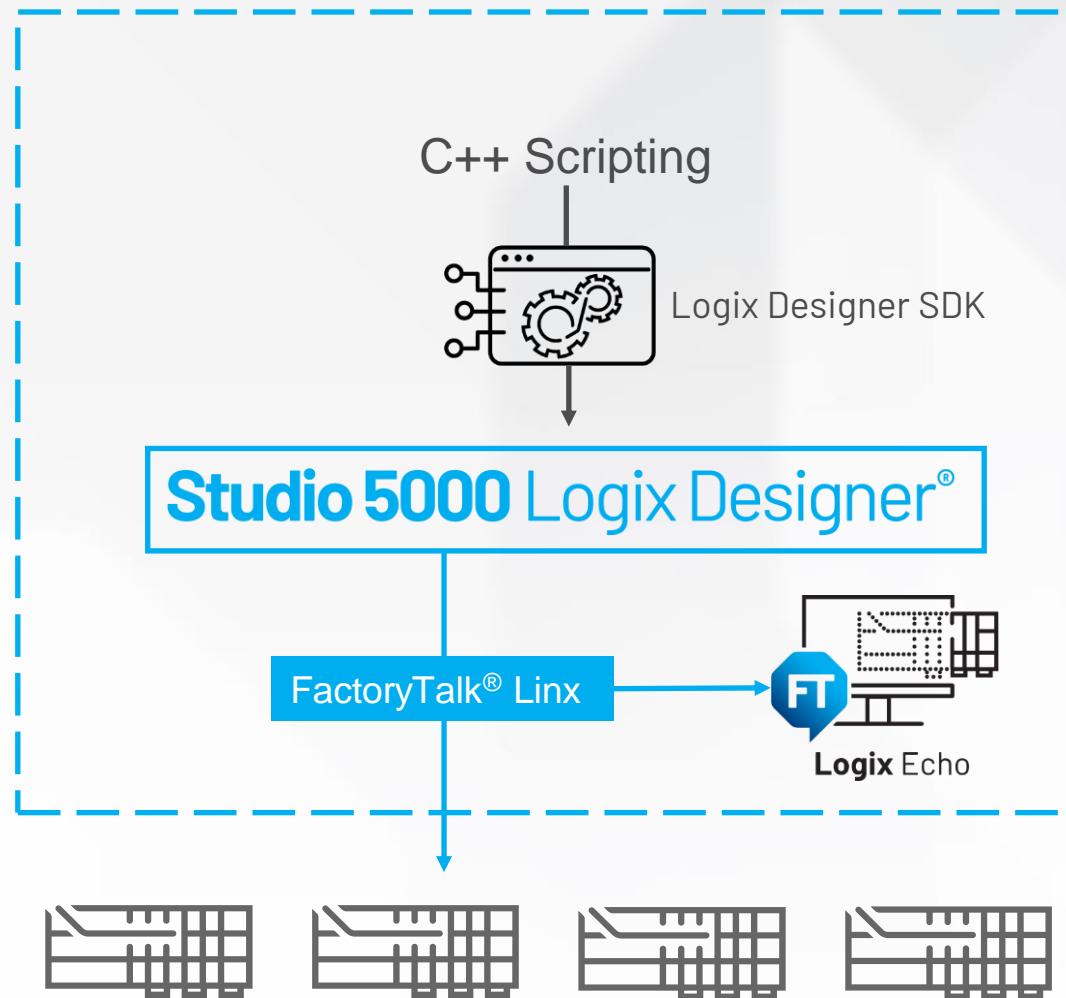 C++ Scripting
Logix Designer SDK
Studio 5000 Logix Designer®
FactoryTalk® Linx
FT
Logix Echo